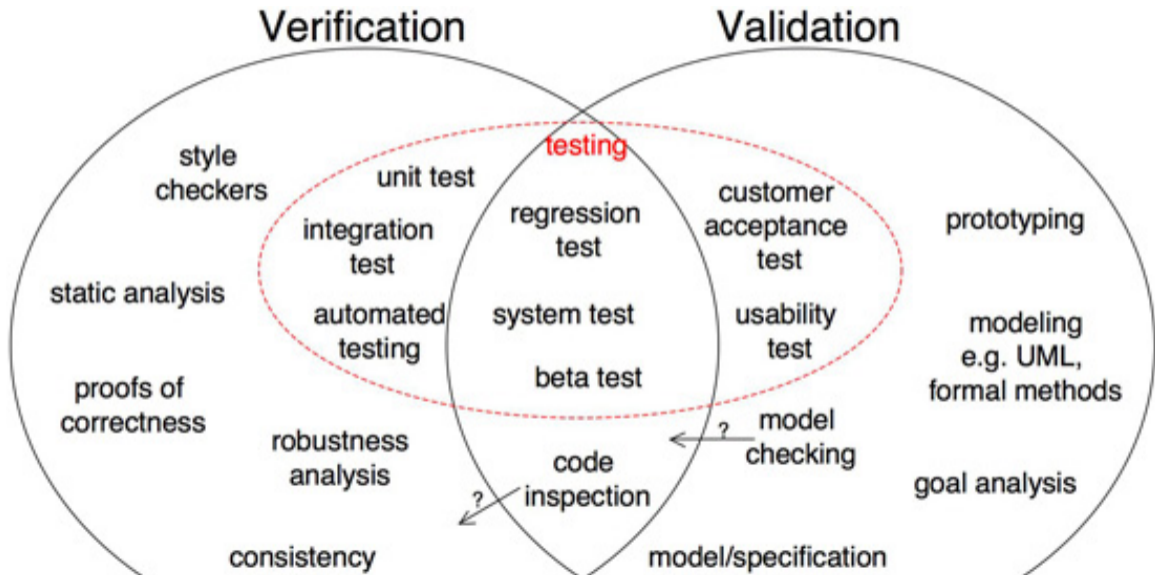 Verification
Validation
testing
style
checkers
unit test
regression
test
customer
acceptance
test
prototyping
integration
test
static analysis
automated
testing
system test
usability
test
modeling
e.g. UML,
formal methods
beta test
proofs of
correctness
robustness
analysis
?
model
checking
code
inspection
?
goal analysis
consistency
model/specification